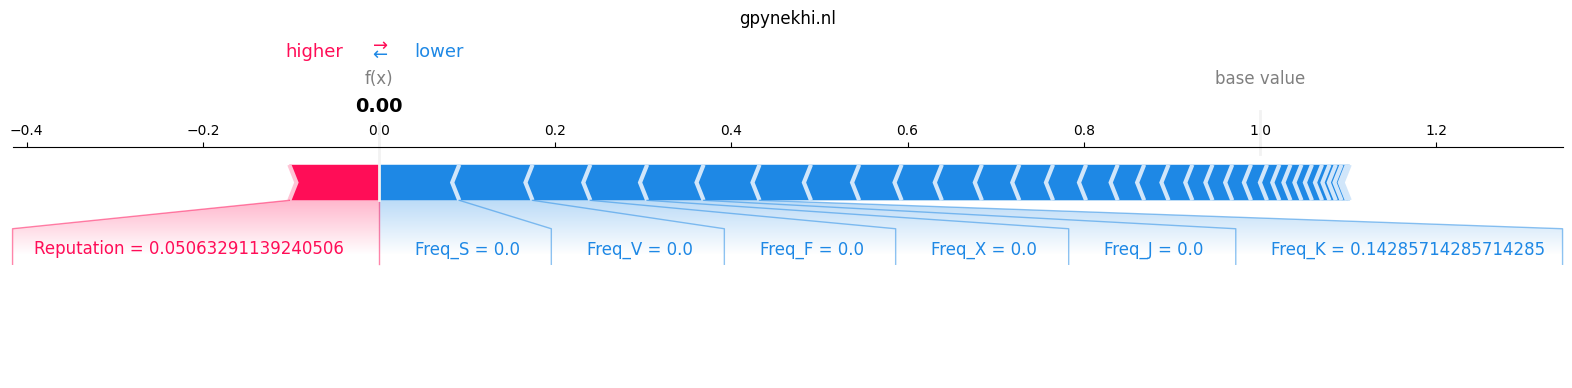 gpynekhi.nl
higher → lower
←
f(x) base value
0.00
−0.4 −0.2 0.0 0.2 0.4 0.6 0.8 1.0 1.2
Reputation = 0.05063291139240506 Freq_S = 0.0 Freq_V = 0.0 Freq_F = 0.0 Freq_X = 0.0 Freq_J = 0.0 Freq_K = 0.14285714285714285